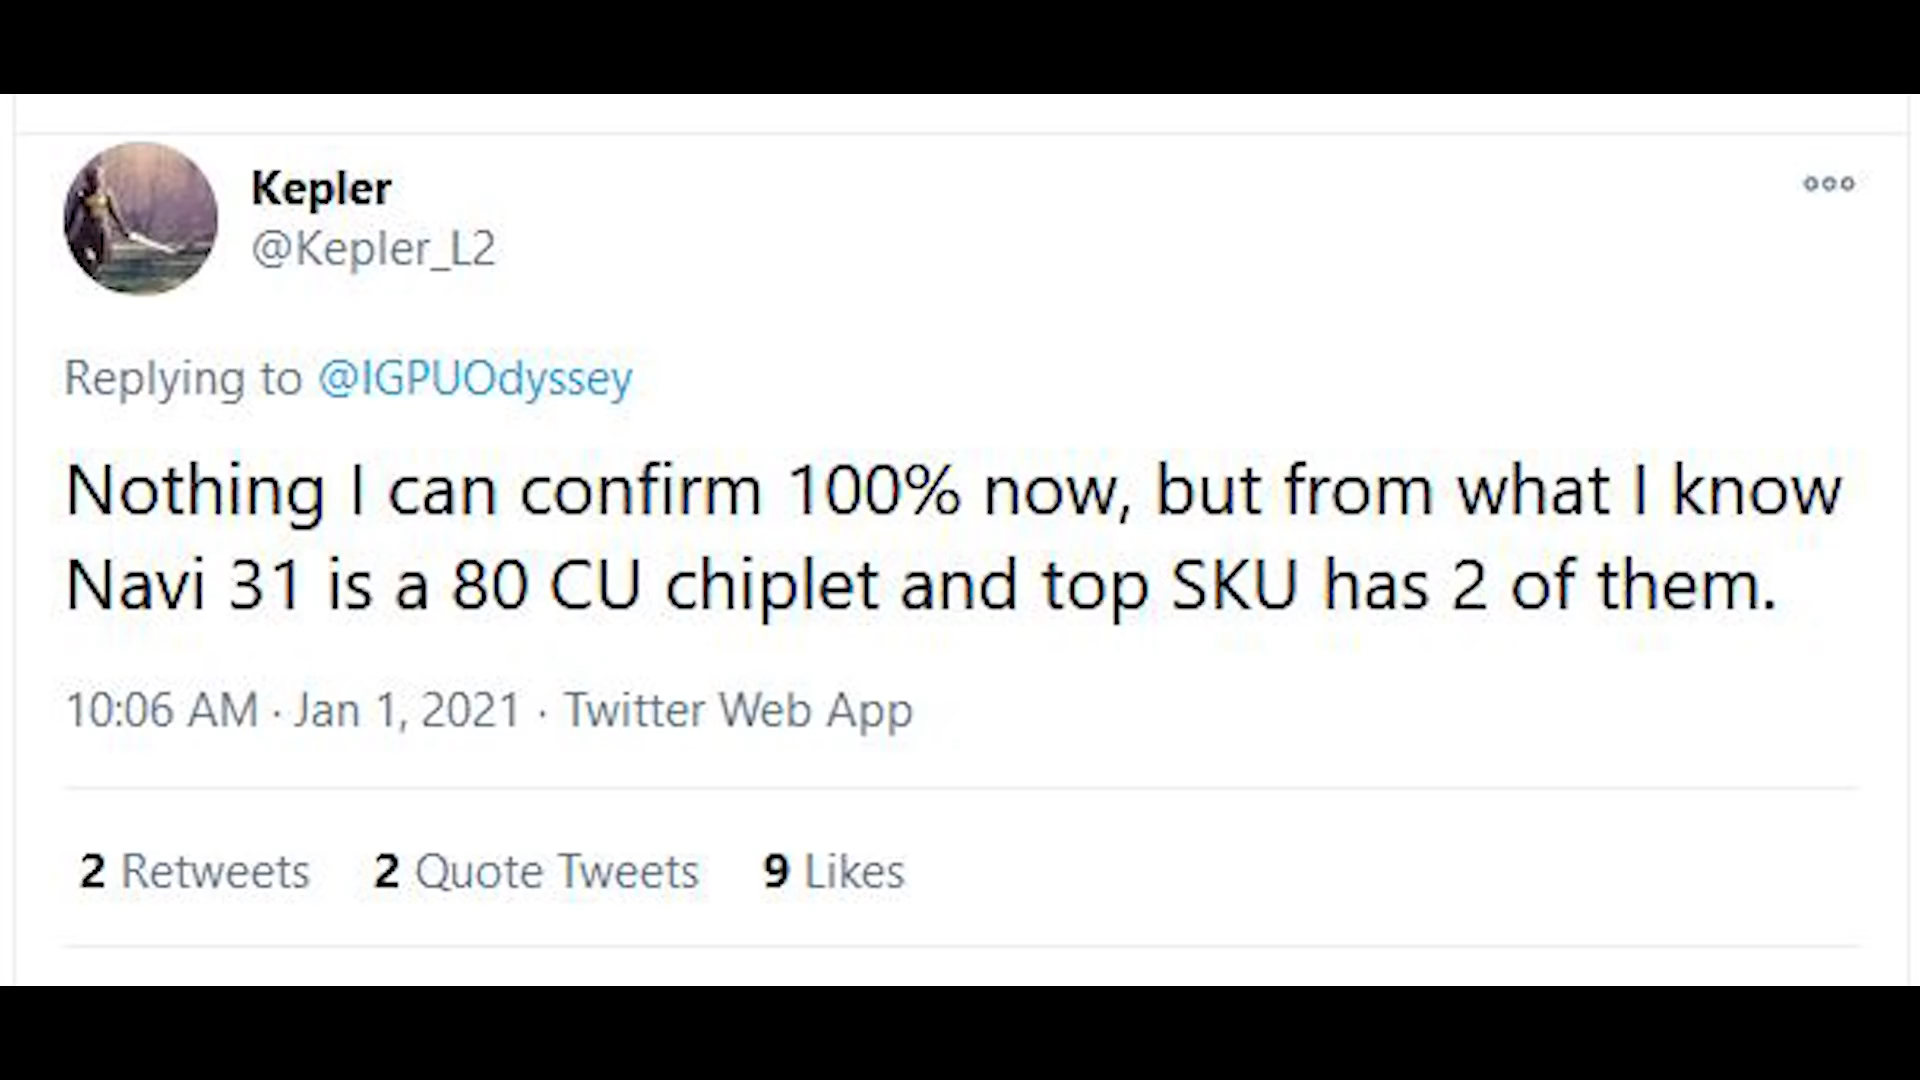 Kepler
@Kepler_L2
Replying to @IGPUOdyssey
Nothing I can confirm 100% now, but from what I know
Navi 31 is a 80 CU chiplet and top SKU has 2 of them.
10:06 AM · Jan 1, 2021 · Twitter Web App
2 Retweets 2 Quote Tweets 9 Likes